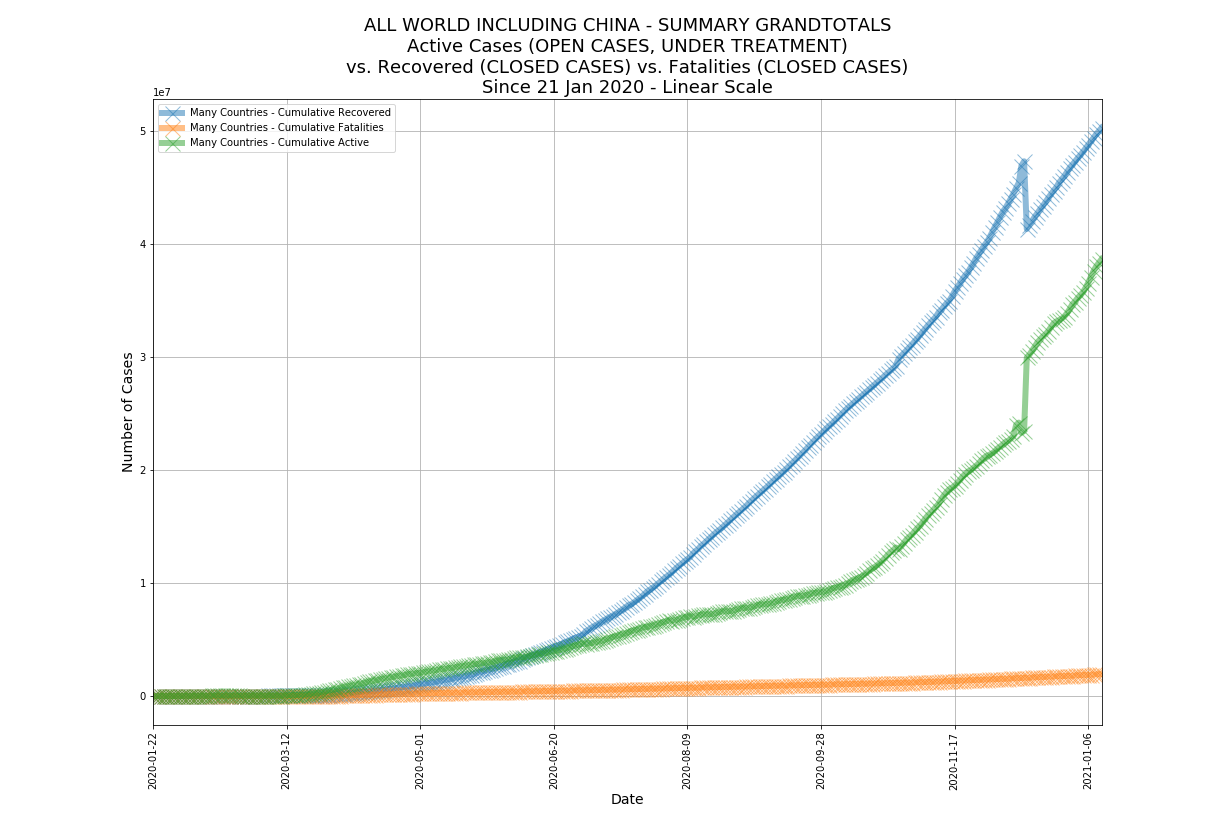 ALL WORLD INCLUDING CHINA - SUMMARY GRANDTOTALS
Active Cases (OPEN CASES, UNDER TREATMENT)
vs. Recovered (CLOSED CASES) vs. Fatalities (CLOSED CASES)
Since 21 Jan 2020 - Linear Scale
1e7
Many Countries - Cumulative Recovered
Many Countries - Cumulative Fatalities
Many Countries - Cumulative Active
5
4
3
2
1
0
Number of Cases
2020-01-22
2020-03-12
2020-05-01
2020-06-20
2020-08-09
2020-09-28
2020-11-17
2021-01-06
Date